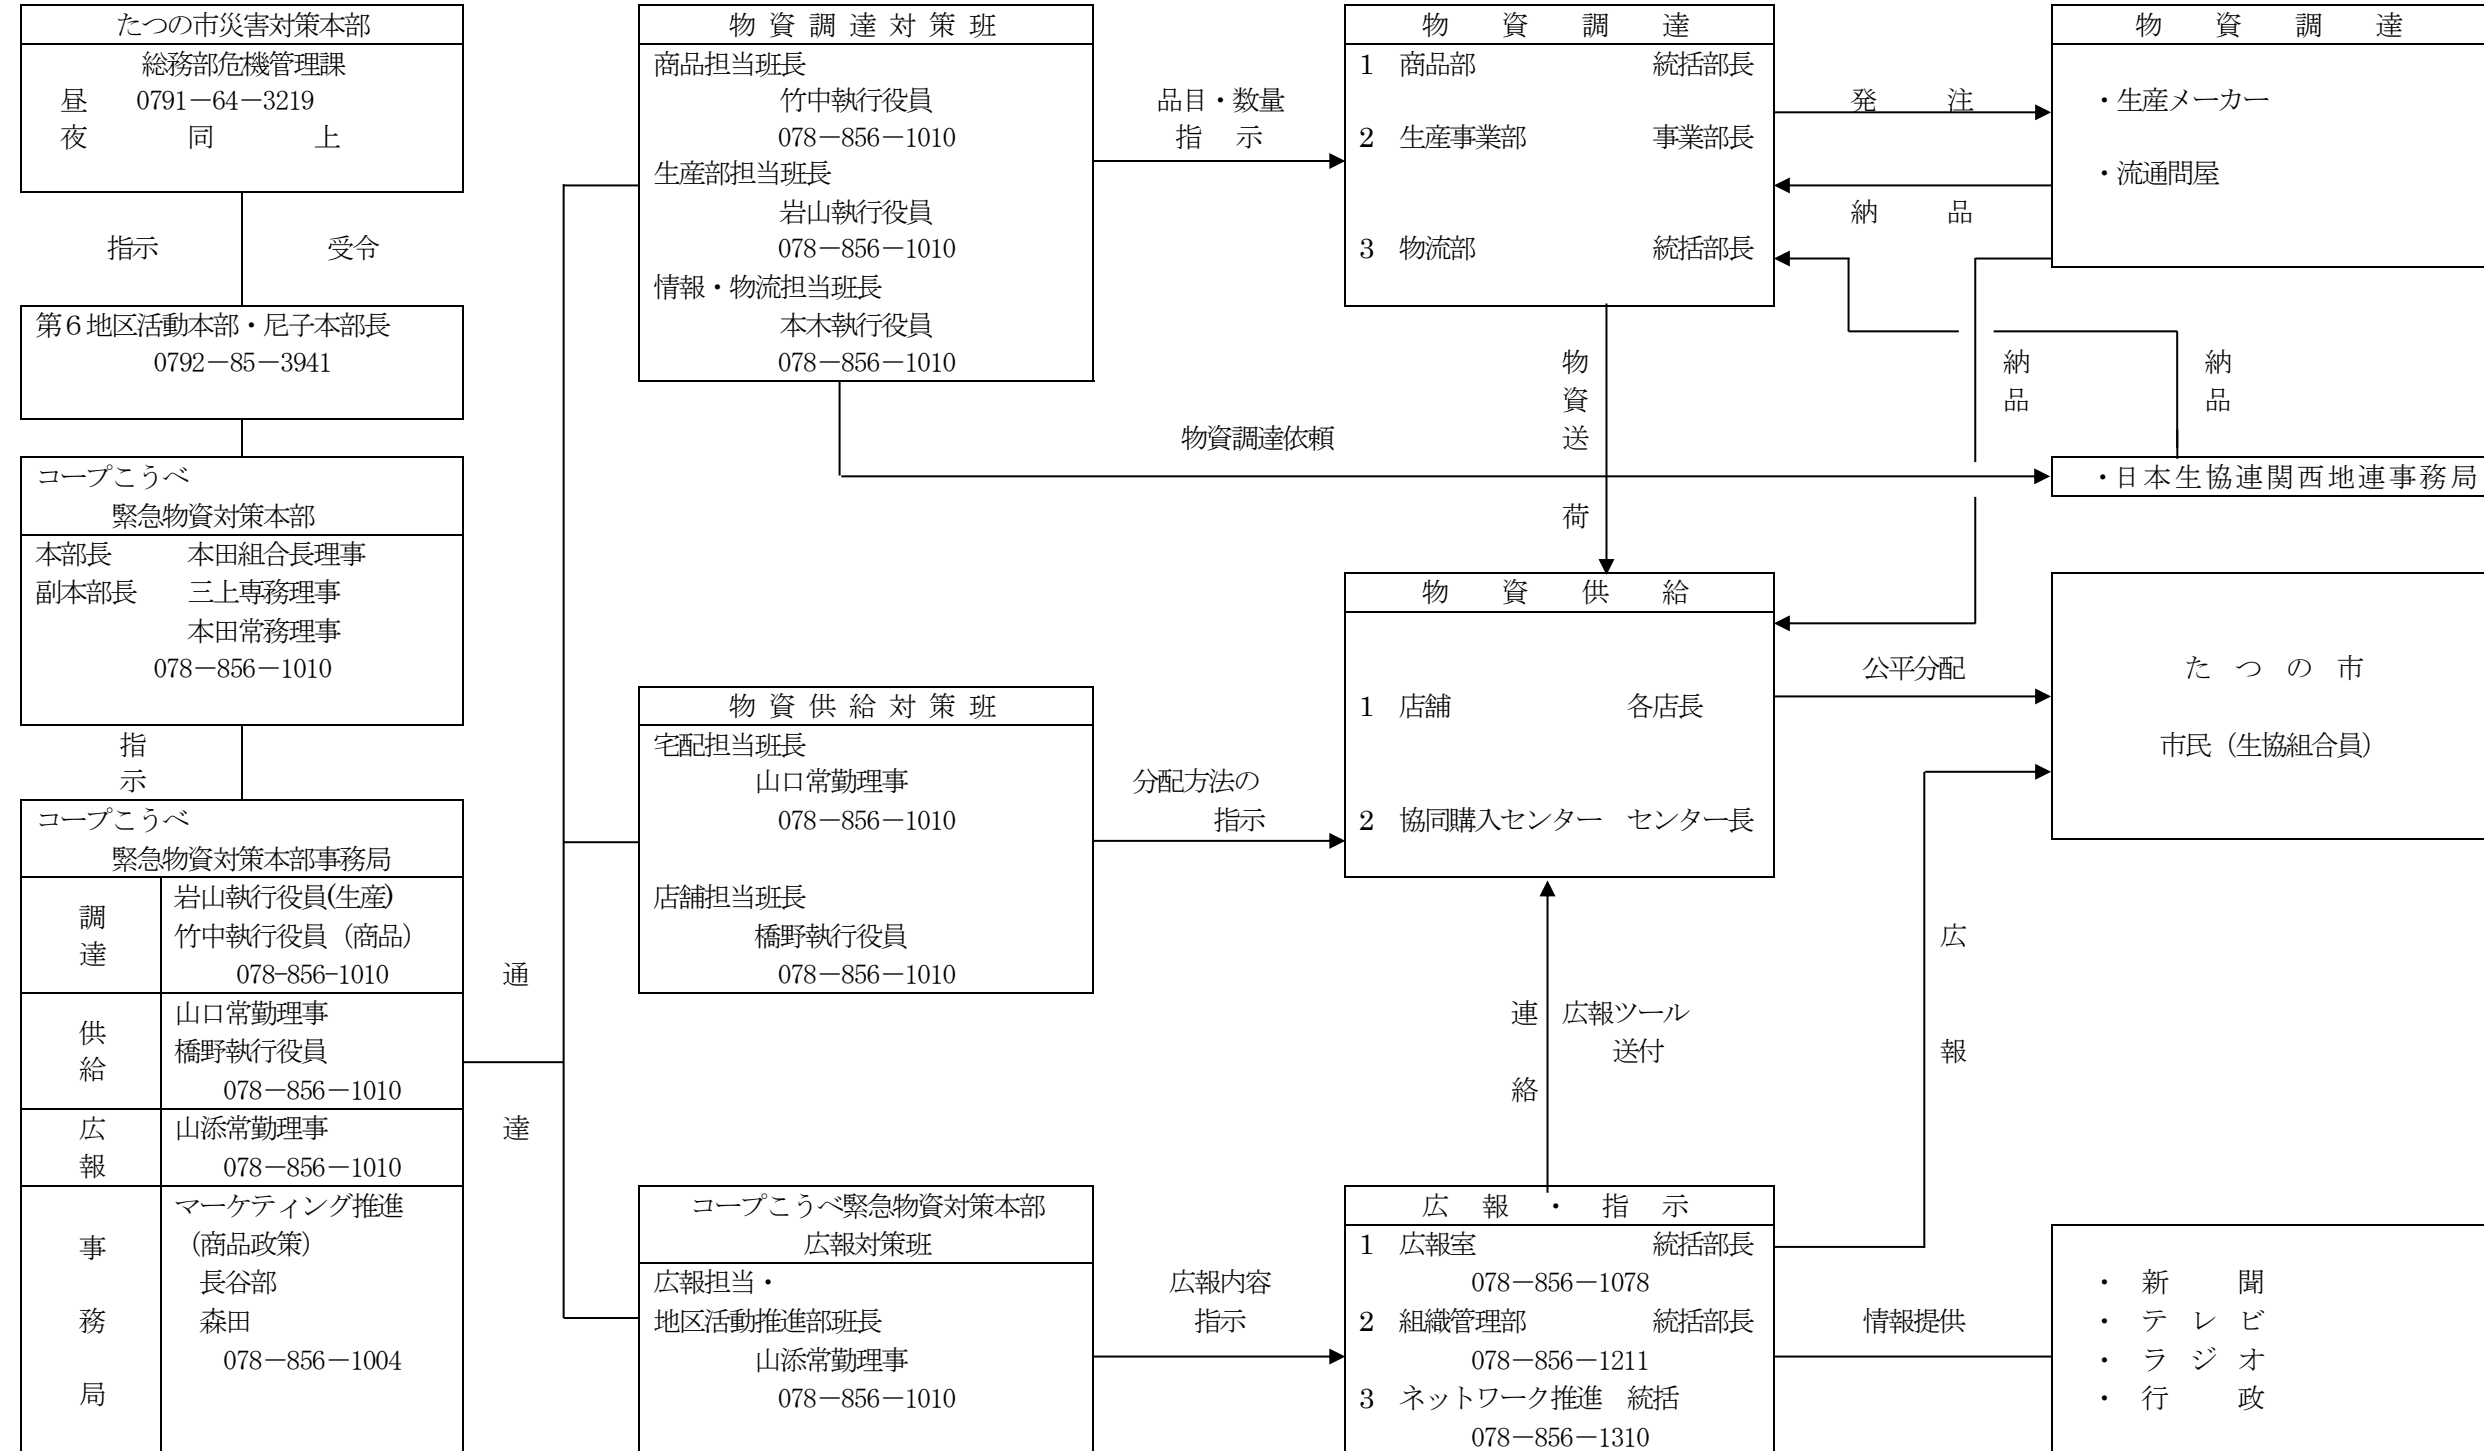 たつの市災害対策本部
総務部危機管理課
昼 0791－64－3219
夜 同 上
指示 受令
第６地区活動本部・尼子本部長
0792－85－3941
コープこうべ
緊急物資対策本部
本部長 本田組合長理事
副本部長 三上専務理事
本田常務理事
078－856－1010
指示
コープこうべ
緊急物資対策本部事務局
調達
岩山執行役員(生産)
竹中執行役員（商品）
078-856-1010
供給
山口常勤理事
橋野執行役員
078－856－1010
広報
山添常勤理事
078－856－1010
事務局
マーケティング推進
（商品政策）
長谷部
森田
078－856－1004
通達
物資調達対策班
商品担当班長
竹中執行役員
078－856－1010
生産部担当班長
岩山執行役員
078－856－1010
情報・物流担当班長
本木執行役員
078－856－1010
品目・数量
指示
物資調達依頼
物資供給対策班
宅配担当班長
山口常勤理事
078－856－1010
店舗担当班長
橋野執行役員
078－856－1010
分配方法の
指示
コープこうべ緊急物資対策本部
広報対策班
広報担当・
地区活動推進部班長
山添常勤理事
078－856－1010
広報内容
指示
物資調達
1 商品部 統括部長
2 生産事業部 事業部長
3 物流部 統括部長
発注
納品
物資送荷
納品
納品
物資供給
1 店舗 各店長
2 協同購入センター センター長
公平分配
連絡
広報ツール
送付
広報
広報・指示
1 広報室 統括部長
078－856－1078
2 組織管理部 統括部長
078－856－1211
3 ネットワーク推進 統括
078－856－1310
情報提供
物資調達
・生産メーカー
・流通問屋
・日本生協連関西地連事務局
たつの市
市民（生協組合員）
・ 新聞
・ テレビ
・ ラジオ
・ 行政